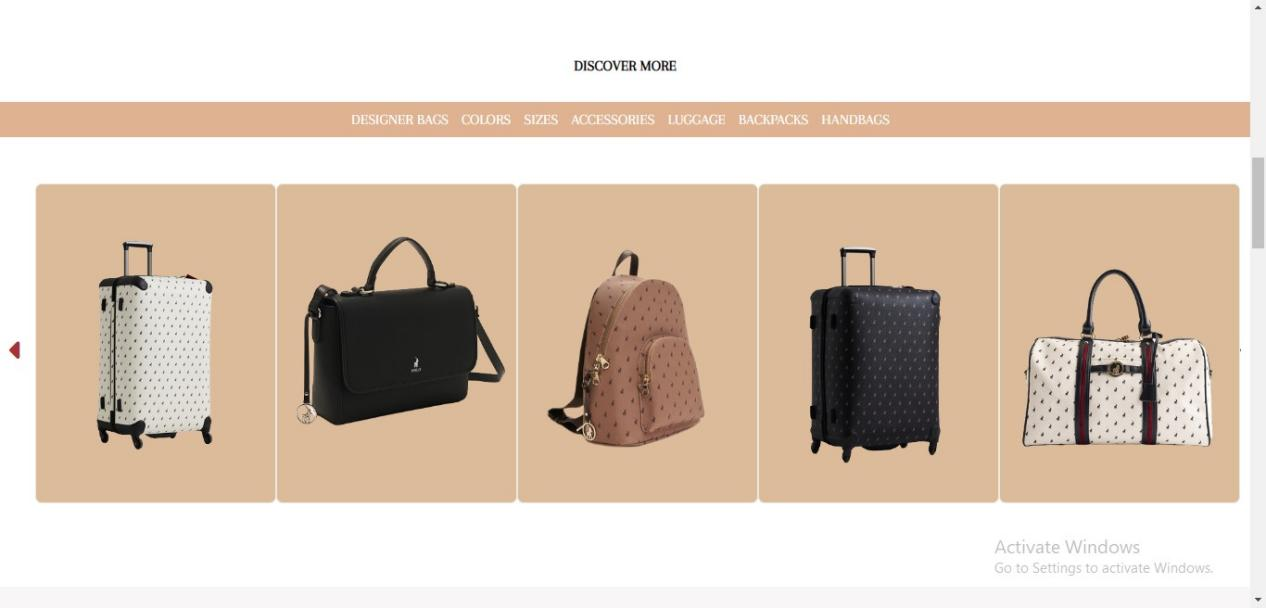 DISCOVER MORE
DESIGNER BAGS COLORS SIZES ACCESSORIES LUGGAGE BACKPACKS HANDBAGS
Activate Windows
Go to Settings to activate Windows.